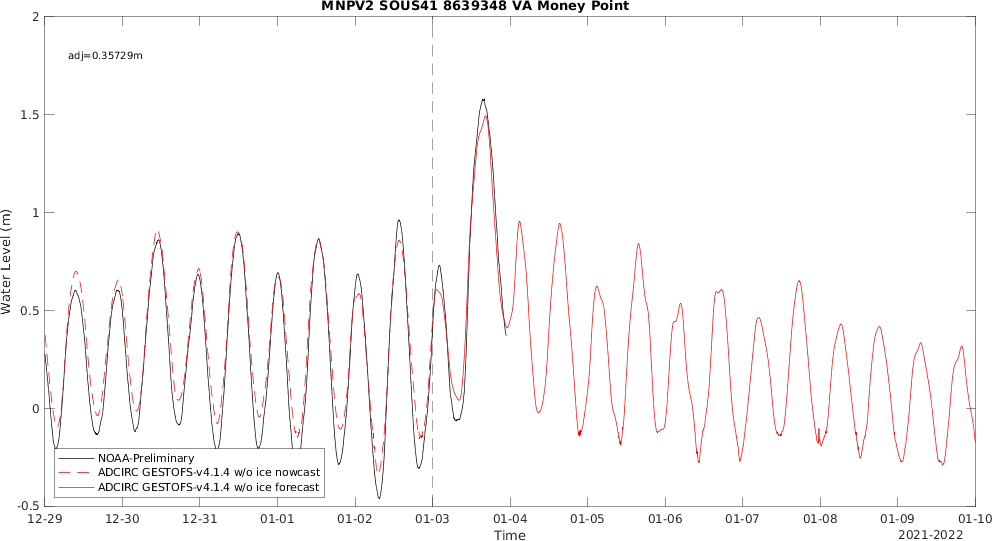 MNPV2 SOUS41 8639348 VA Money Point
adj=0.35729m
Water Level (m)
2
1.5
1
0.5
0
-0.5
NOAA-Preliminary
ADCIRC GESTOFS-v4.1.4 w/o ice nowcast
ADCIRC GESTOFS-v4.1.4 w/o ice forecast
12-29 12-30 12-31 01-01 01-02 01-03 01-04 01-05 01-06 01-07 01-08 01-09 01-10
Time
2021-2022